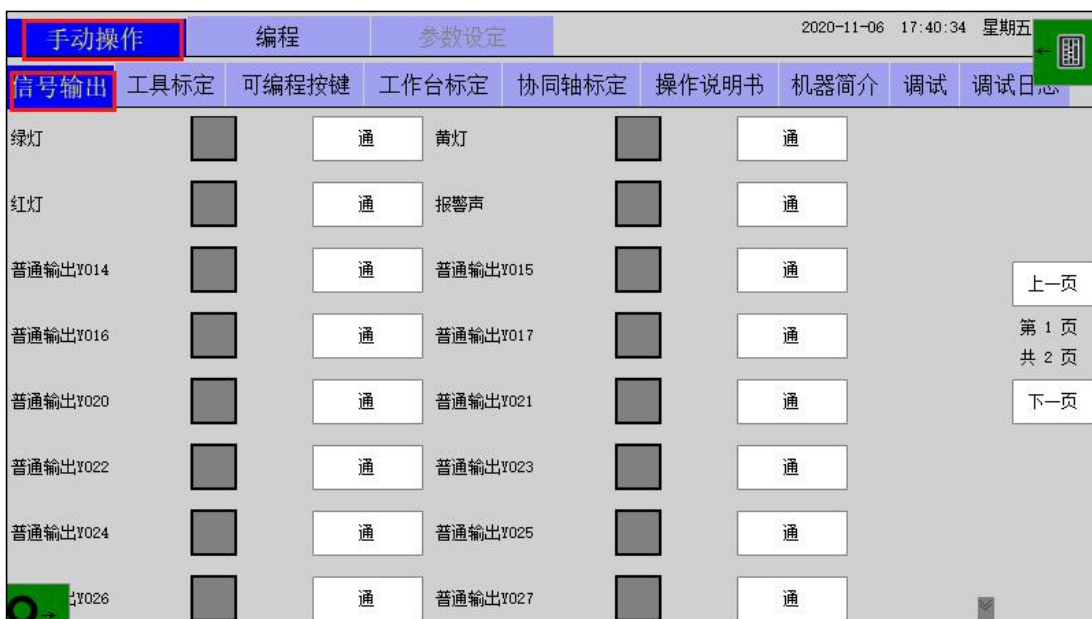 手动操作 编程 参数设定 2020-11-06 17:40:34 星期五
信号输出 工具标定 可编程按键 工作台标定 协同轴标定 操作说明书 机器简介 调试 调试日志
绿灯 通 黄灯 通
红灯 通 报警声 通
普通输出Y014 通 普通输出Y015 通
上一页
普通输出Y016 通 普通输出Y017 通
第 1 页
共 2 页
普通输出Y020 通 普通输出Y021 通
下一页
普通输出Y022 通 普通输出Y023 通
普通输出Y024 通 普通输出Y025 通
出Y026 通 普通输出Y027 通